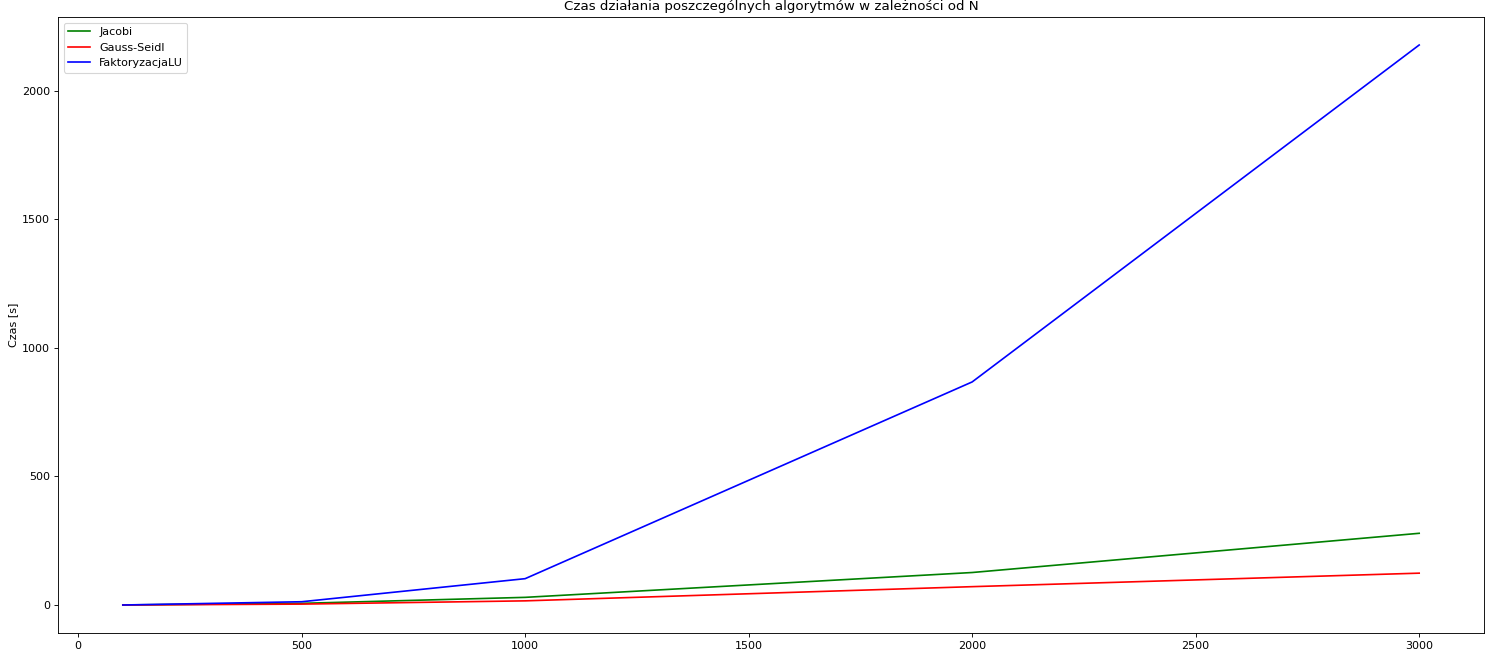 Czas działania poszczególnych algorytmów w zależności od N
Jacobi
Gauss-Seidl
FaktoryzacjaLU
Czas [s]
2000
1500
1000
500
0
0 500 1000 1500 2000 2500 3000